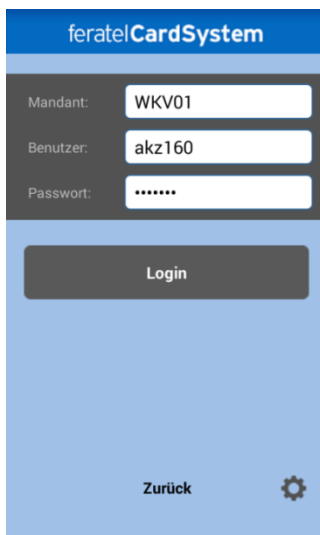 feratelCardSystem
Mandant: WKV01
Benutzer: akz160
Passwort: •••••••
Login
Zurück